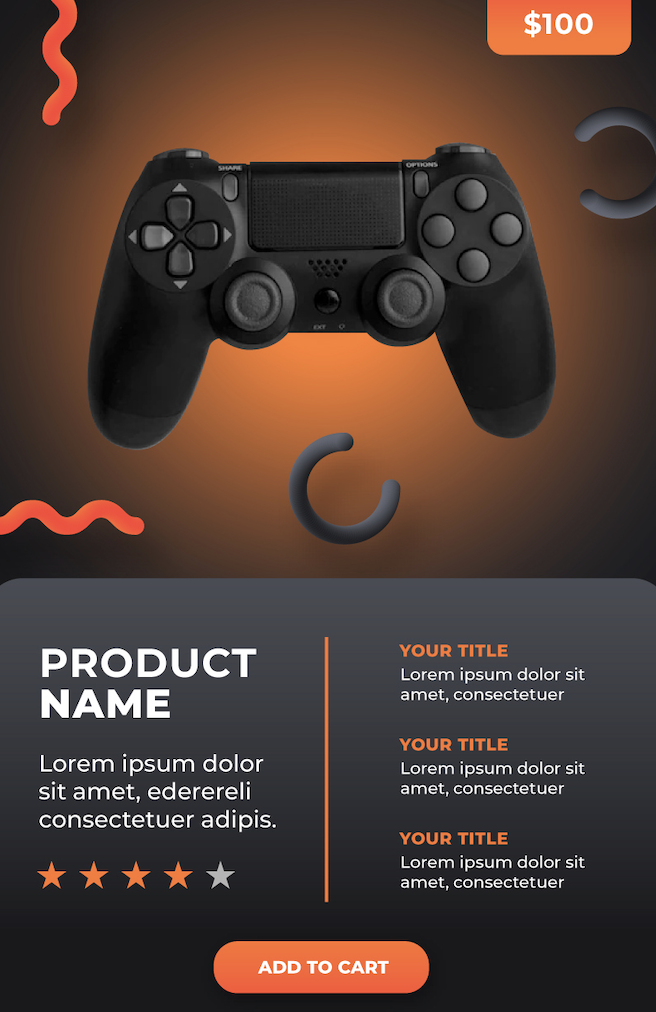 $100
SHARE
OPTIONS
EXT
PRODUCT
NAME
Lorem ipsum dolor
sit amet, ederereli
consectetuer adipis.
YOUR TITLE
Lorem ipsum dolor sit
amet, consectetuer
YOUR TITLE
Lorem ipsum dolor sit
amet, consectetuer
YOUR TITLE
Lorem ipsum dolor sit
amet, consectetuer
ADD TO CART